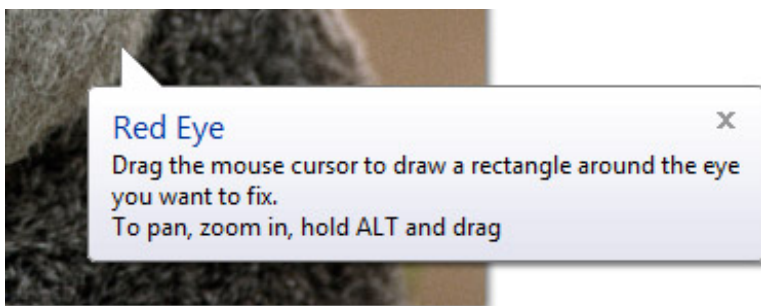 Red Eye
x
Drag the mouse cursor to draw a rectangle around the eye
you want to fix.
To pan, zoom in, hold ALT and drag